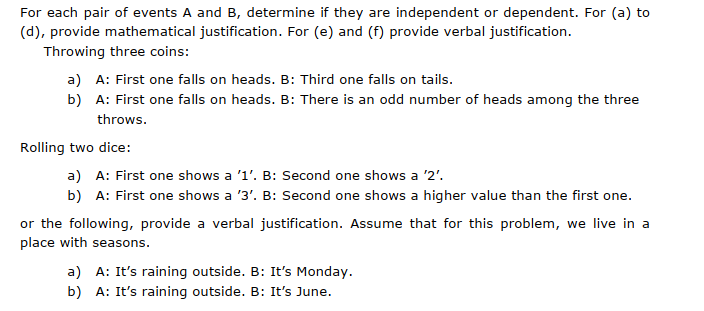 For each pair of events A and B, determine if they are independent or dependent. For (a) to
(d), provide mathematical justification. For (e) and (f) provide verbal justification.
Throwing three coins:
a) A: First one falls on heads. B: Third one falls on tails.
b) A: First one falls on heads. B: There is an odd number of heads among the three
throws.
Rolling two dice:
a) A: First one shows a ‘1’. B: Second one shows a ‘2’.
b) A: First one shows a ‘3’. B: Second one shows a higher value than the first one.
or the following, provide a verbal justification. Assume that for this problem, we live in a
place with seasons.
a) A: It’s raining outside. B: It’s Monday.
b) A: It’s raining outside. B: It’s June.